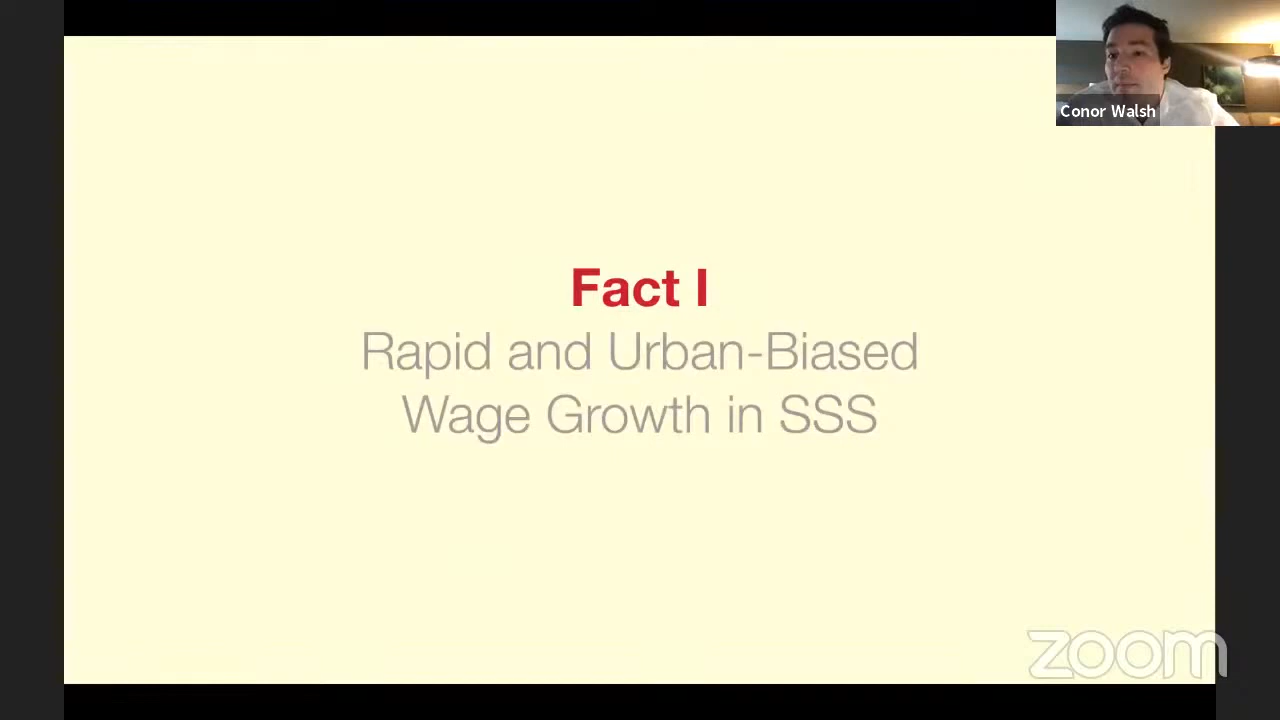 Conor Walsh
Fact I
Rapid and Urban-Biased
Wage Growth in SSS
zoom